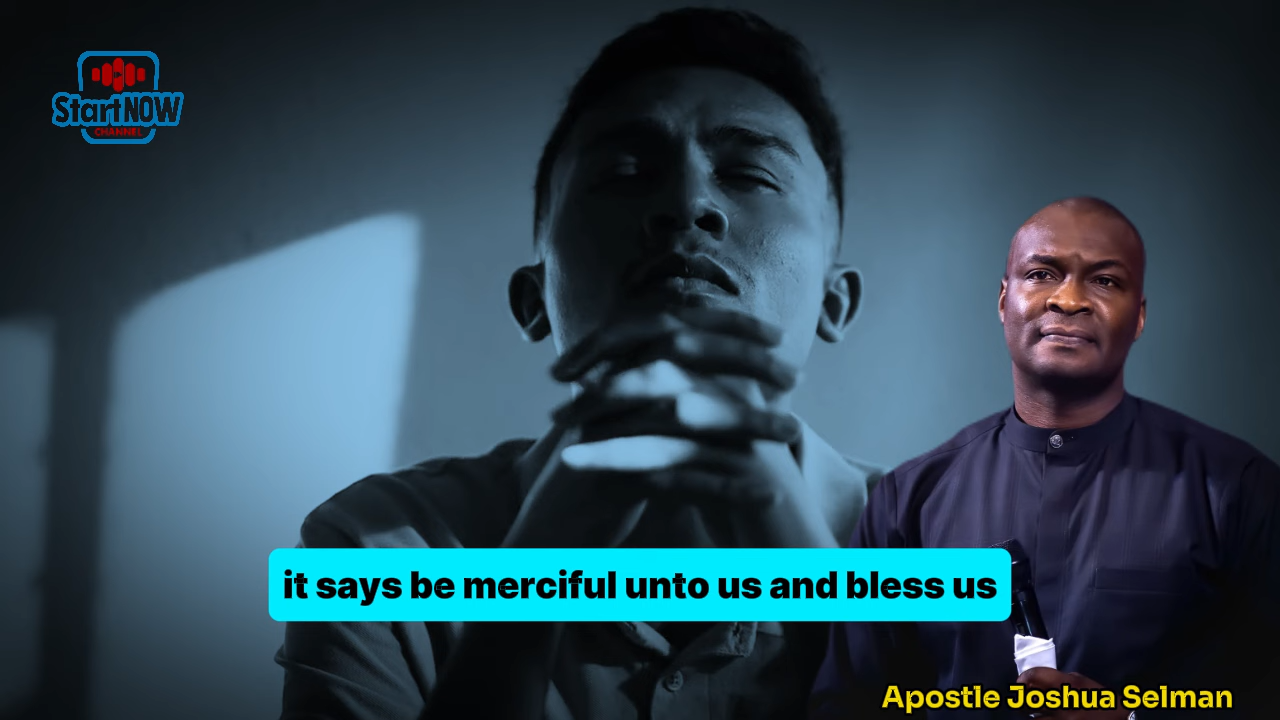 StartNOW
CHANNEL
it says be merciful unto us and bless us
Apostle Joshua Selman